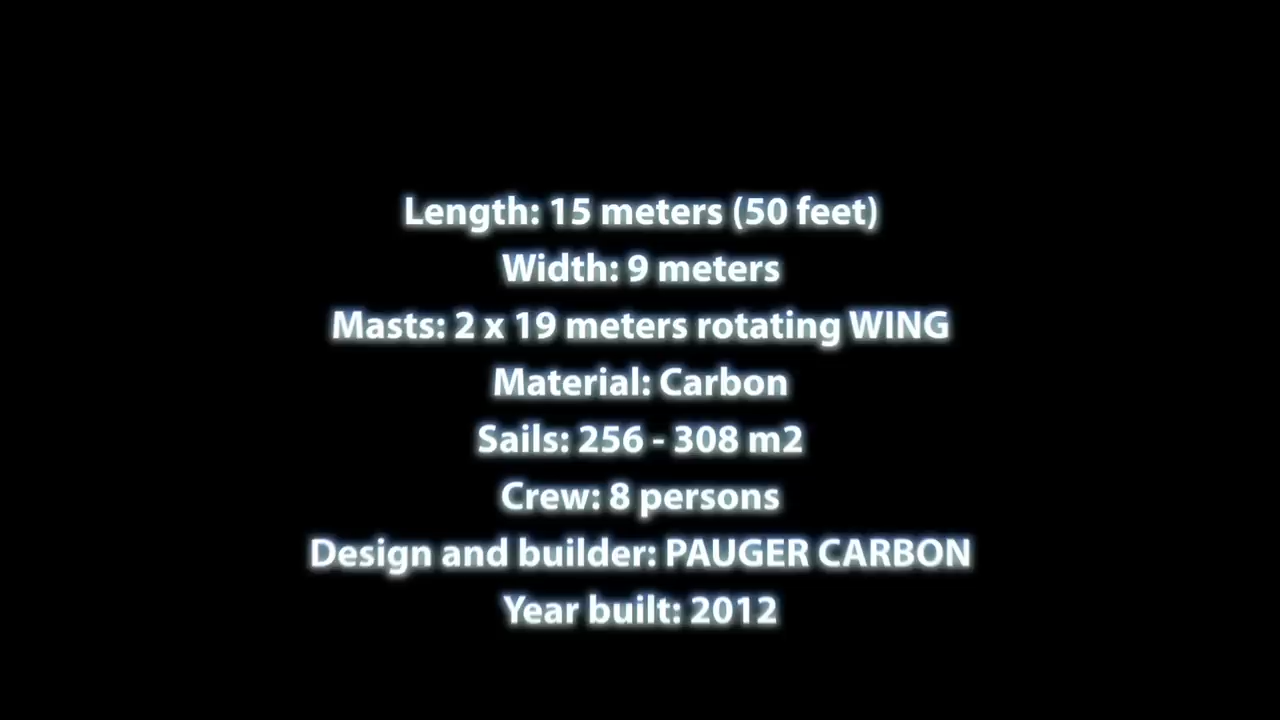 Length: 15 meters (50 feet)
Width: 9 meters
Masts: 2 x 19 meters rotating WING
Material: Carbon
Sails: 256 - 308 m2
Crew: 8 persons
Design and builder: PAUGER CARBON
Year built: 2012